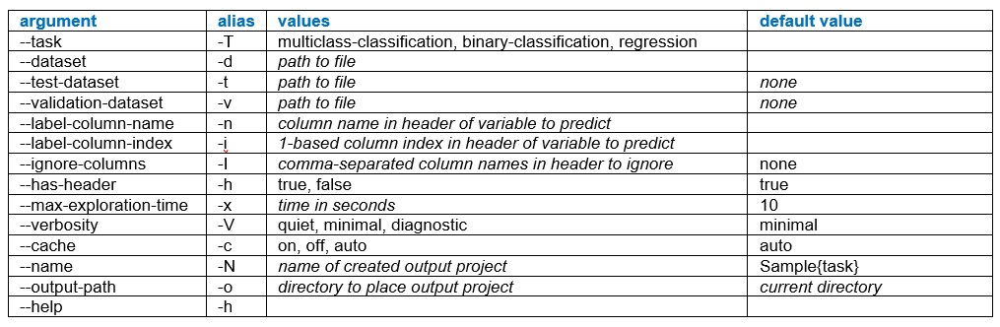 argument alias values default value
--task -T multiclass-classification, binary-classification, regression
--dataset -d path to file
--test-dataset -t path to file none
--validation-dataset -v path to file none
--label-column-name -n column name in header of variable to predict
--label-column-index -i 1-based column index in header of variable to predict
--ignore-columns -I comma-separated column names in header to ignore none
--has-header -h true, false true
--max-exploration-time -x time in seconds 10
--verbosity -V quiet, minimal, diagnostic minimal
--cache -c on, off, auto auto
--name -N name of created output project Sample{task}
--output-path -o directory to place output project current directory
--help -h